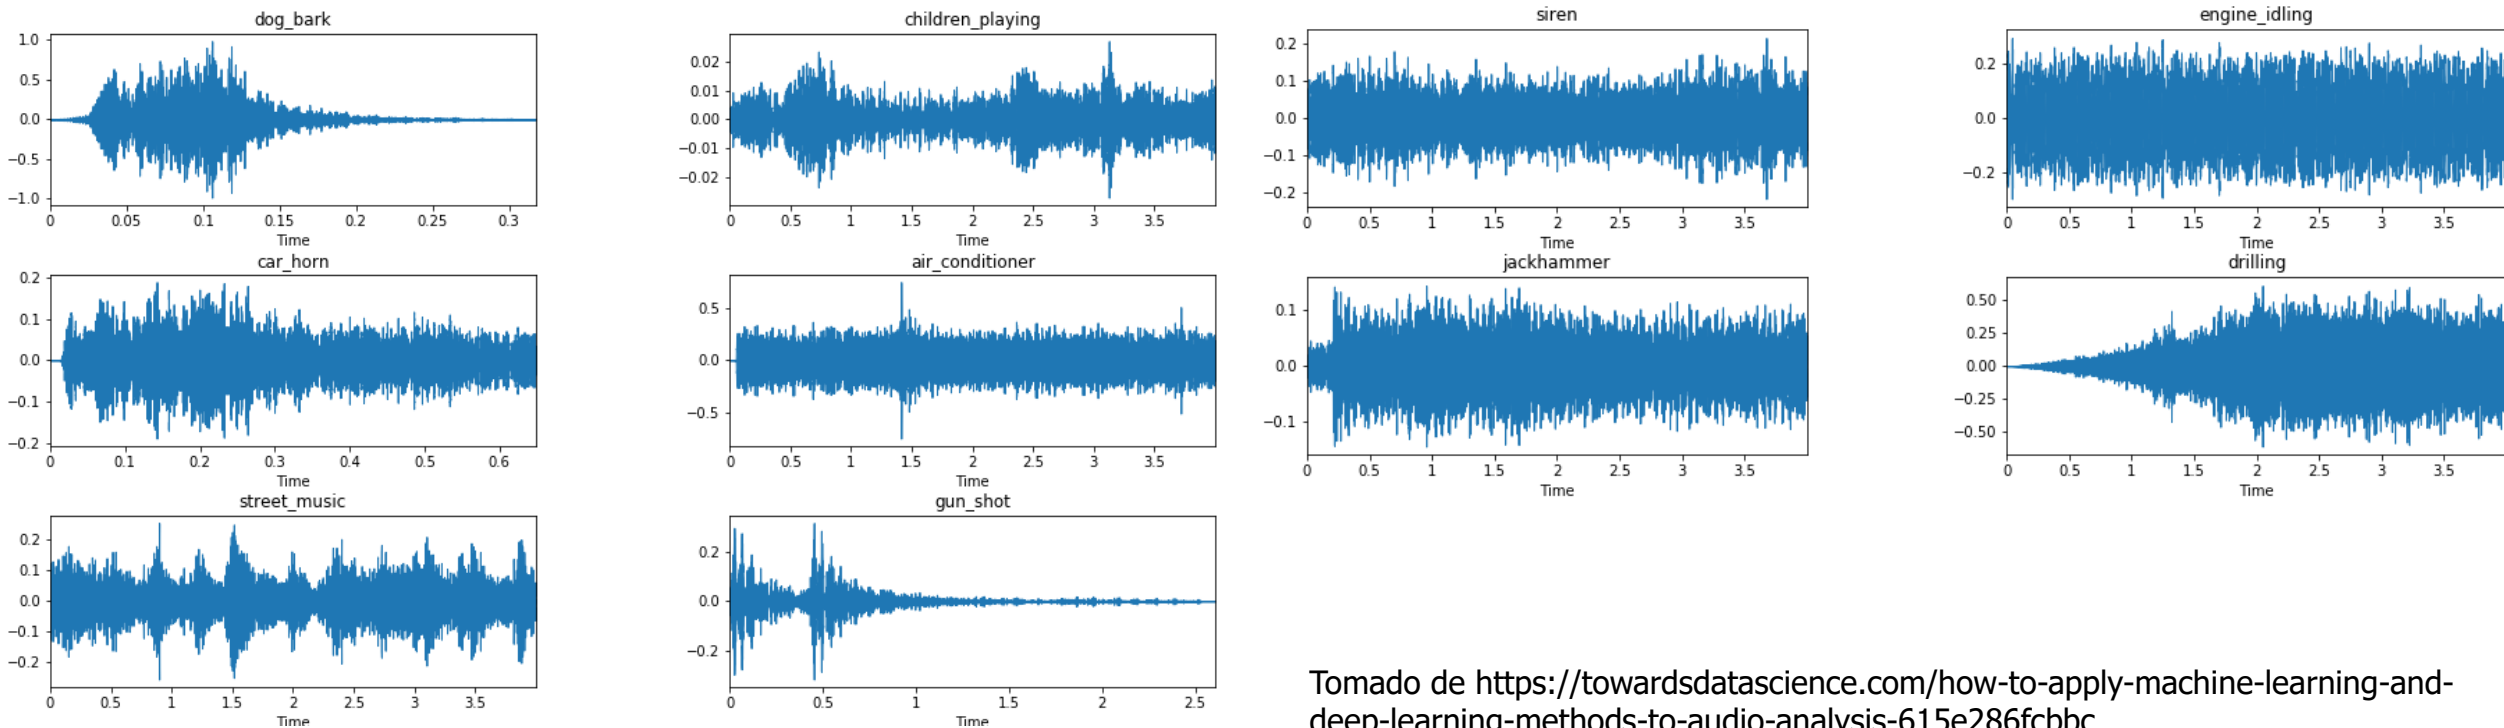 dog_bark
1.0
0.5
0.0
−0.5
−1.0
0 0.05 0.1 0.15 0.2 0.25 0.3
Time
children_playing
0.02
0.01
0.00
−0.01
−0.02
0 0.5 1 1.5 2 2.5 3 3.5
Time
siren
0.2
0.1
0.0
−0.1
−0.2
0 0.5 1 1.5 2 2.5 3 3.5
Time
engine_idling
0.2
0.0
−0.2
0 0.5 1 1.5 2 2.5 3 3.5
Time
car_horn
0.2
0.1
0.0
−0.1
−0.2
0 0.1 0.2 0.3 0.4 0.5 0.6
Time
air_conditioner
0.5
0.0
−0.5
0 0.5 1 1.5 2 2.5 3 3.5
Time
jackhammer
0.1
0.0
−0.1
0 0.5 1 1.5 2 2.5 3 3.5
Time
drilling
0.50
0.25
0.00
−0.25
−0.50
0 0.5 1 1.5 2 2.5 3 3.5
Time
street_music
0.2
0.1
0.0
−0.1
−0.2
0 0.5 1 1.5 2 2.5 3 3.5
Time
gun_shot
0.2
0.0
−0.2
0 0.5 1 1.5 2 2.5
Time
Tomado de https://towardsdatascience.com/how-to-apply-machine-learning-and-
deep-learning-methods-to-audio-analysis-615e286fcbbc